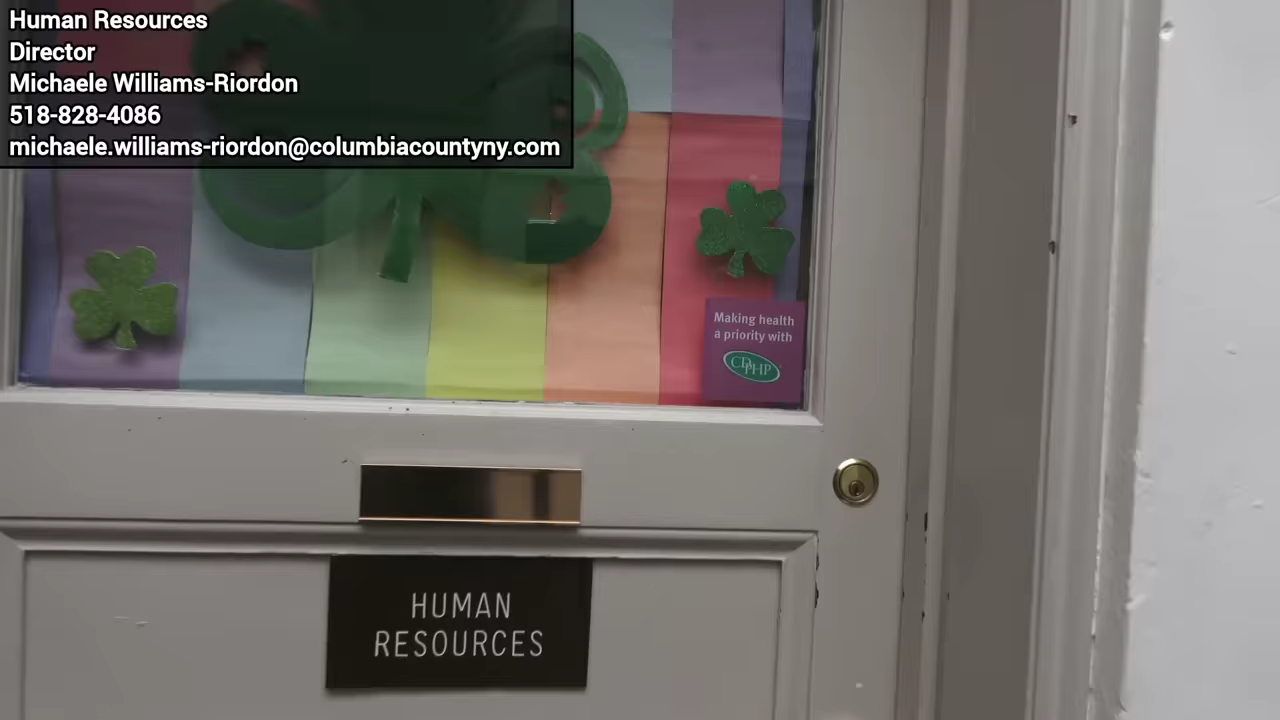 Human Resources
Director
Michaele Williams-Riordon
518-828-4086
michaele.williams-riordon@columbiacountyny.com
Making health
a priority with
CDPHP
HUMAN
RESOURCES